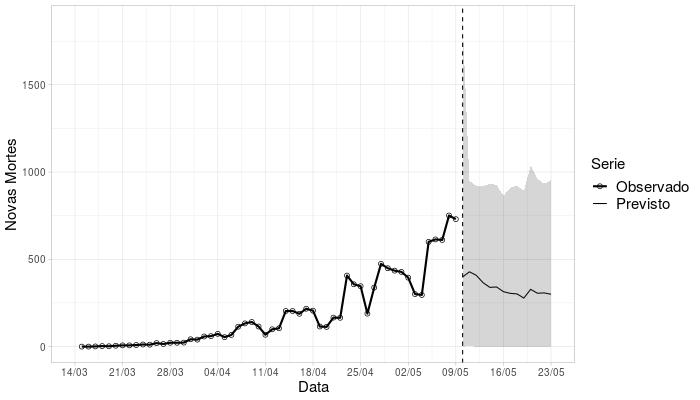 Novas Mortes
1500
1000
500
0
14/03 21/03 28/03 04/04 11/04 18/04 25/04 02/05 09/05 16/05 23/05
Data
Serie
Observado
Previsto